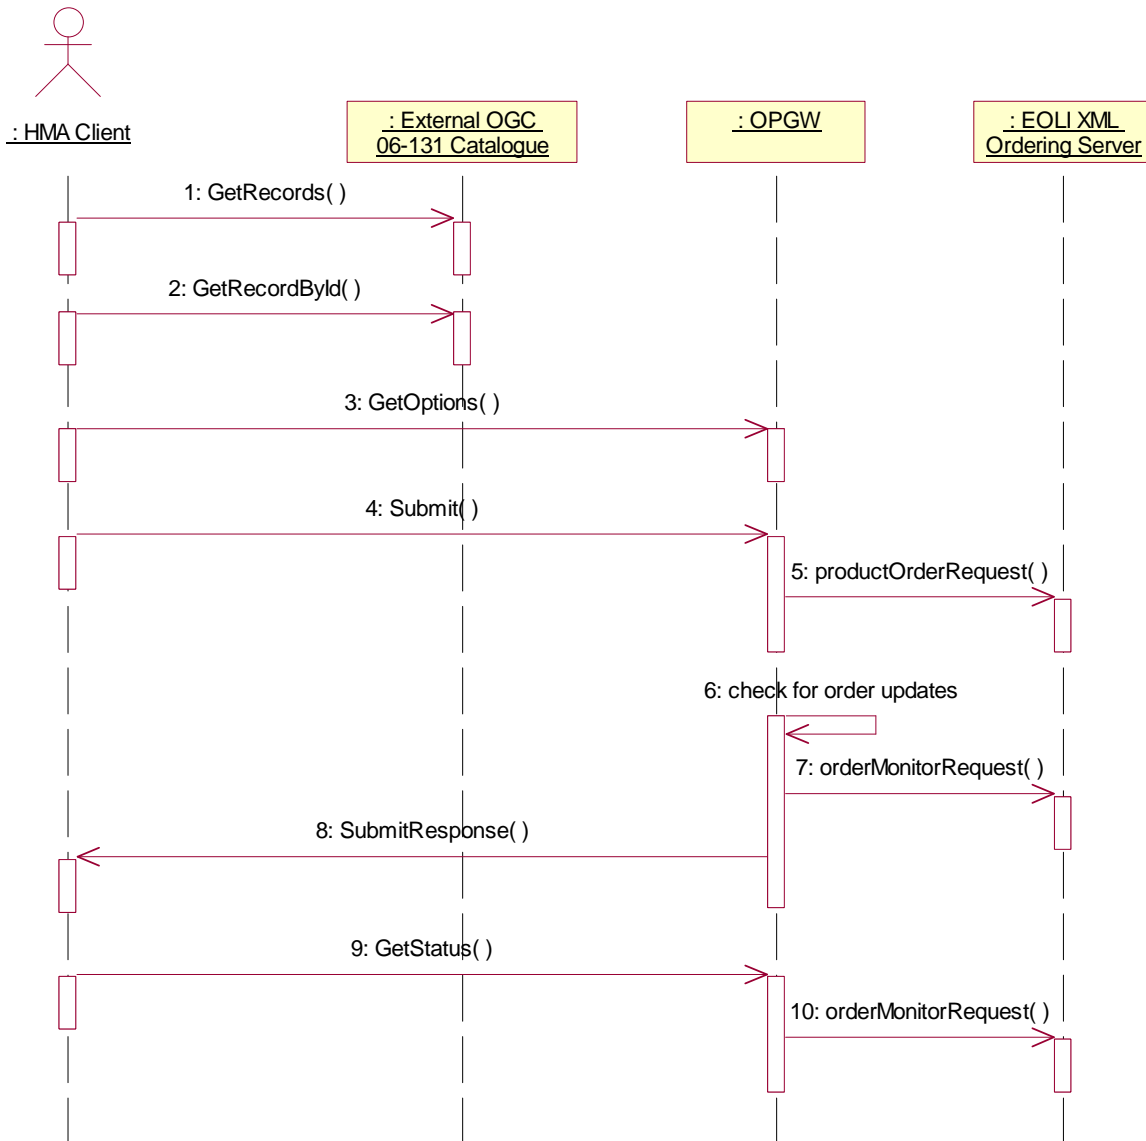 : HMA Client
: External OGC
06-131 Catalogue
: OPGW
: EOLI XML
Ordering Server
1: GetRecords( )
2: GetRecordById( )
3: GetOptions( )
4: Submit( )
5: productOrderRequest( )
6: check for order updates
7: orderMonitorRequest( )
8: SubmitResponse( )
9: GetStatus( )
10: orderMonitorRequest( )